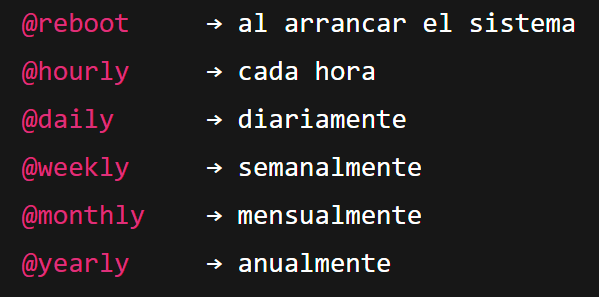 @reboot → al arrancar el sistema
@hourly → cada hora
@daily → diariamente
@weekly → semanalmente
@monthly → mensualmente
@yearly → anualmente